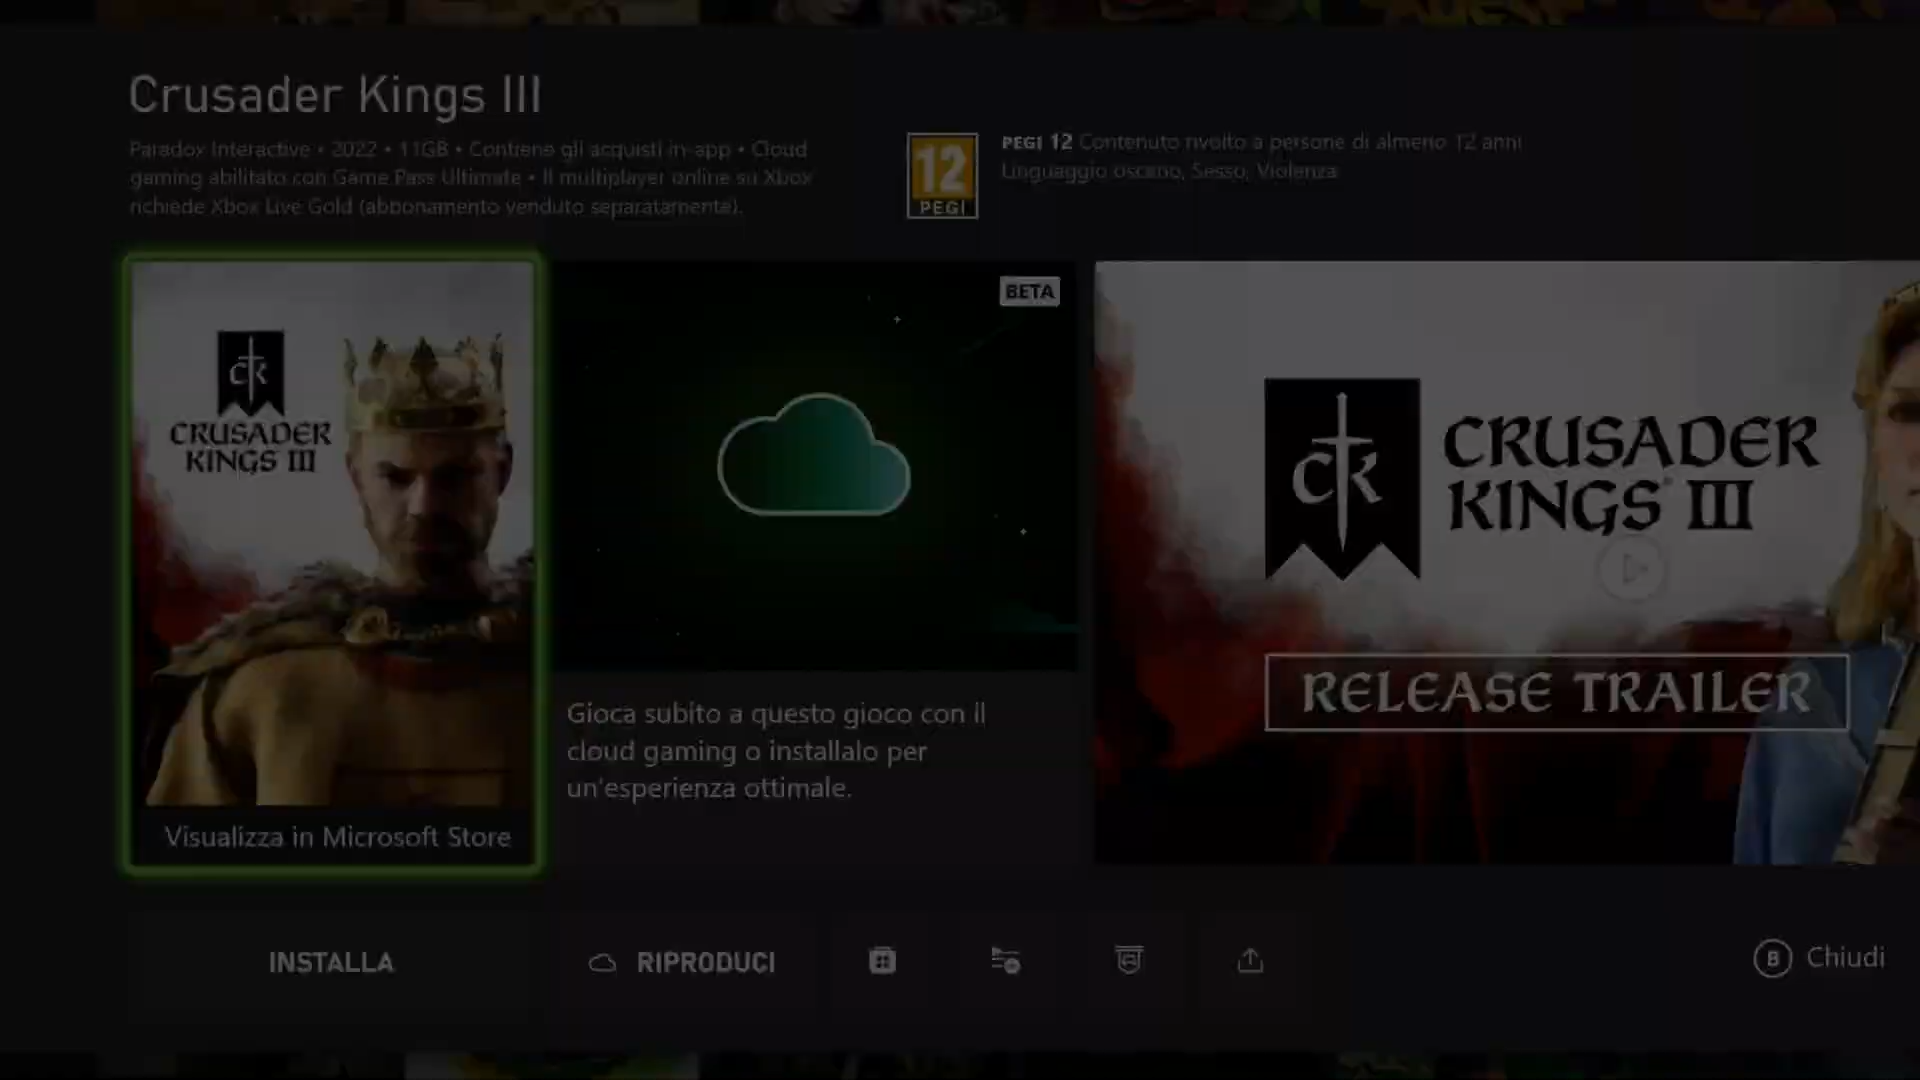 Crusader Kings III
Paradox Interactive • 2022 • 11GB • Contiene gli acquisti in-app • Cloud
gaming abilitato con Game Pass Ultimate • Il multiplayer online su Xbox
richiede Xbox Live Gold (abbonamento venduto separatamente).
12
PEGI
PEGI 12 Contenuto rivolto a persone di almeno 12 anni
Linguaggio osceno, Sesso, Violenza
CK
CRUSADER
KINGS III
Visualizza in Microsoft Store
BETA
Gioca subito a questo gioco con il
cloud gaming o installalo per
un'esperienza ottimale.
CK
CRUSADER
KINGS III
RELEASE TRAILER
INSTALLA
RIPRODUCI
B Chiudi